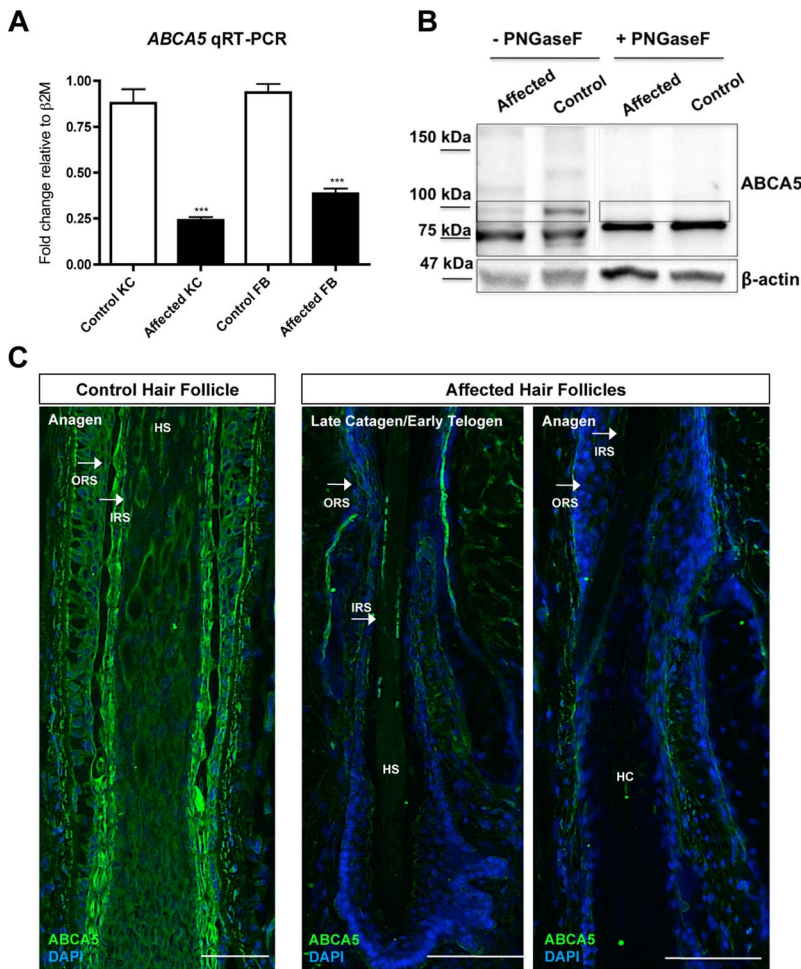 A
ABCA5 qRT-PCR
Fold change relative to β2M
1.00
0.75
0.50
0.25
0.00
***
***
Control KC
Affected KC
Control FB
Affected FB
B
- PNGaseF
+ PNGaseF
Affected
Control
Affected
Control
150 kDa
100 kDa
75 kDa
47 kDa
ABCA5
β-actin
C
Control Hair Follicle
Affected Hair Follicles
Anagen
HS
ORS
IRS
ABCA5
DAPI
Late Catagen/Early Telogen
ORS
IRS
HS
ABCA5
DAPI
Anagen
IRS
ORS
HC
ABCA5
DAPI